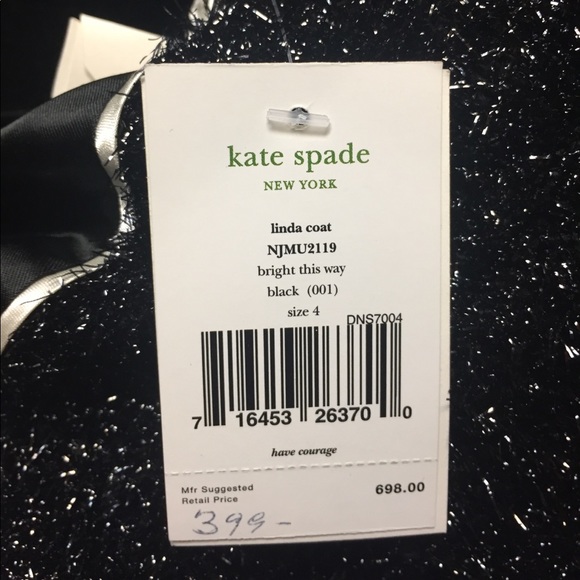 kate spade
NEW YORK
linda coat
NJMU2119
bright this way
black (001)
size 4
DNS7004
7 16453 26370 0
have courage
Mfr Suggested
Retail Price
698.00
399-